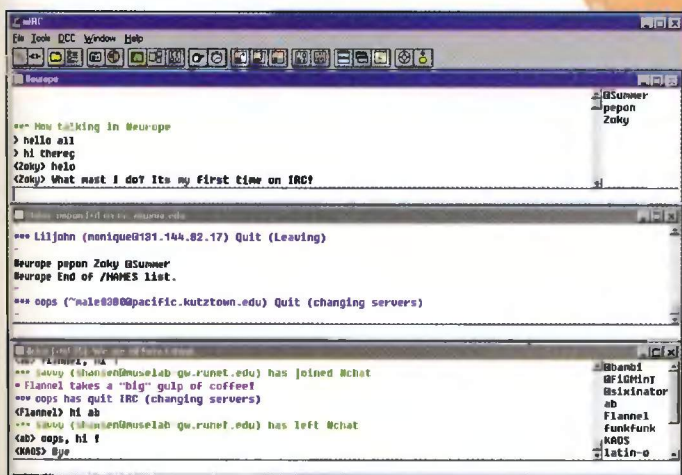 mIRC
File Tools DCC Window Help
#europe
*** Now talking in #europe
> hello all
> hi thereg
<Zoky> helo
<Zoky> What mast I do? Its my first time on IRC!
@Summer
pepon
Zoky
*** Liljohn (monique@131.144.82.17) Quit (Leaving)
-
#europe pepon Zoky @Summer
#europe End of /NAMES list.
-
*** oops (~male0380@pacific.kutztown.edu) Quit (changing servers)
-
*** Savvy (shansen@muselab gw.runet.edu) has joined #chat
* Flannel takes a "big" gulp of coffee!
*** oops has quit IRC (changing servers)
<Flannel> hi ab
*** (shansen@muselab gw.runet.edu) has left #chat
<ab> oops, hi f
<KAOS> Bye
@bambi
@FiGMinT
@sixinator
ab
Flannel
funkfunk
KAOS
latin-o